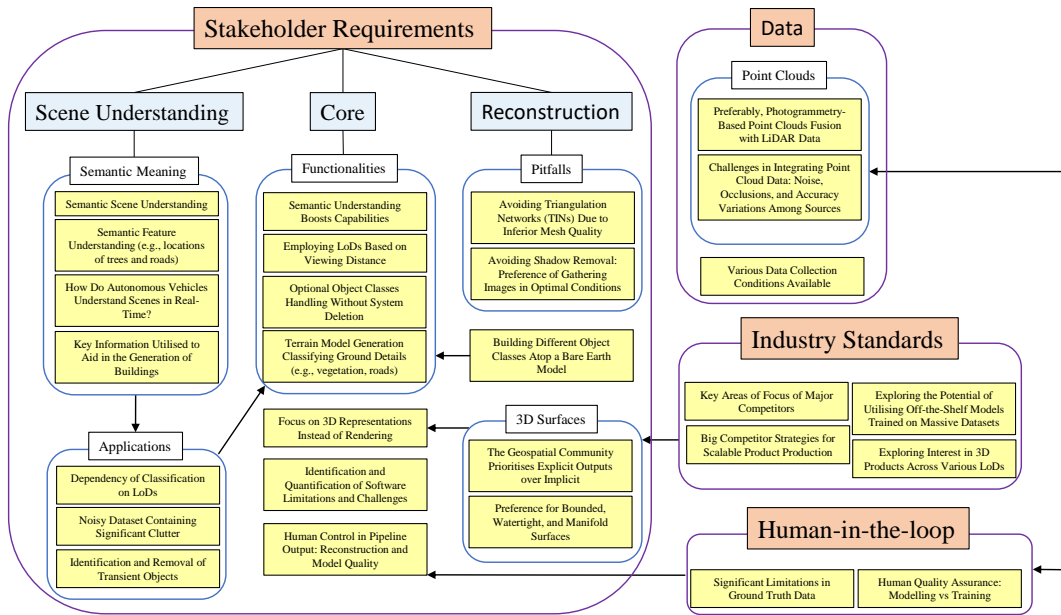 Stakeholder Requirements
Scene Understanding
Semantic Meaning
Semantic Scene Understanding
Semantic Feature
Understanding (e.g., locations
of trees and roads)
How Do Autonomous Vehicles
Understand Scenes in Real-
Time?
Key Information Utilised to
Aid in the Generation of
Buildings
Applications
Dependency of Classification
on LoDs
Noisy Dataset Containing
Significant Clutter
Identification and Removal of
Transient Objects
Core
Functionalities
Semantic Understanding
Boosts Capabilities
Employing LoDs Based on
Viewing Distance
Optional Object Classes
Handling Without System
Deletion
Terrain Model Generation
Classifying Ground Details
(e.g., vegetation, roads)
Focus on 3D Representations
Instead of Rendering
Identification and
Quantification of Software
Limitations and Challenges
Human Control in Pipeline
Output: Reconstruction and
Model Quality
Reconstruction
Pitfalls
Avoiding Triangulation
Networks (TINs) Due to
Inferior Mesh Quality
Avoiding Shadow Removal:
Preference of Gathering
Images in Optimal Conditions
Building Different Object
Classes Atop a Bare Earth
Model
3D Surfaces
The Geospatial Community
Prioritises Explicit Outputs
over Implicit
Preference for Bounded,
Watertight, and Manifold
Surfaces
Data
Point Clouds
Preferably, Photogrammetry-
Based Point Clouds Fusion
with LiDAR Data
Challenges in Integrating Point
Cloud Data: Noise,
Occlusions, and Accuracy
Variations Among Sources
Various Data Collection
Conditions Available
Industry Standards
Key Areas of Focus of Major
Competitors
Big Competitor Strategies for
Scalable Product Production
Exploring the Potential of
Utilising Off-the-Shelf Models
Trained on Massive Datasets
Exploring Interest in 3D
Products Across Various LoDs
Human-in-the-loop
Significant Limitations in
Ground Truth Data
Human Quality Assurance:
Modelling vs Training